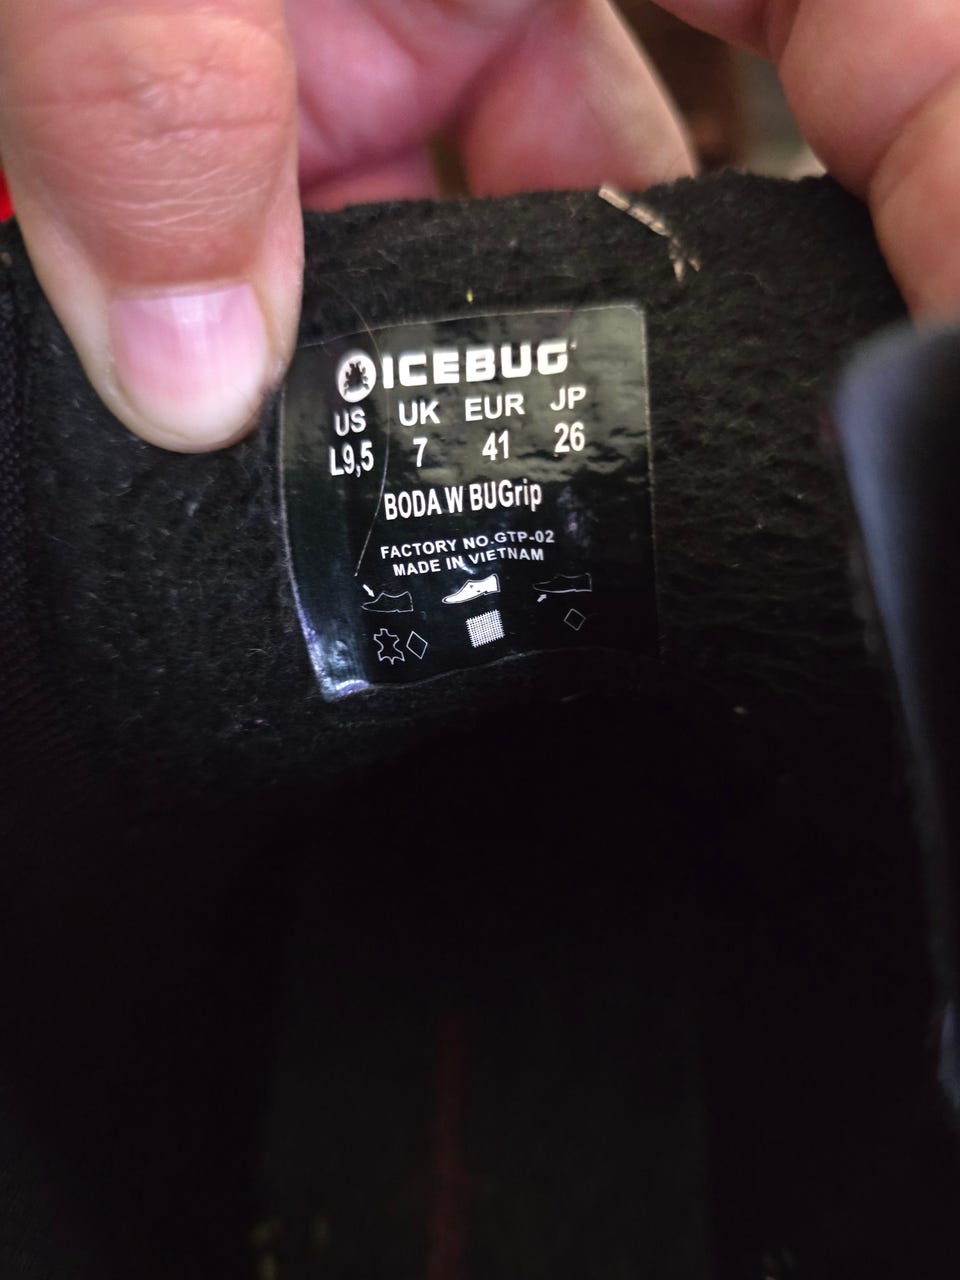 ICEBUG
US UK EUR JP
L9,5 7 41 26
BODA W BUGrip
FACTORY NO.GTP-02
MADE IN VIETNAM